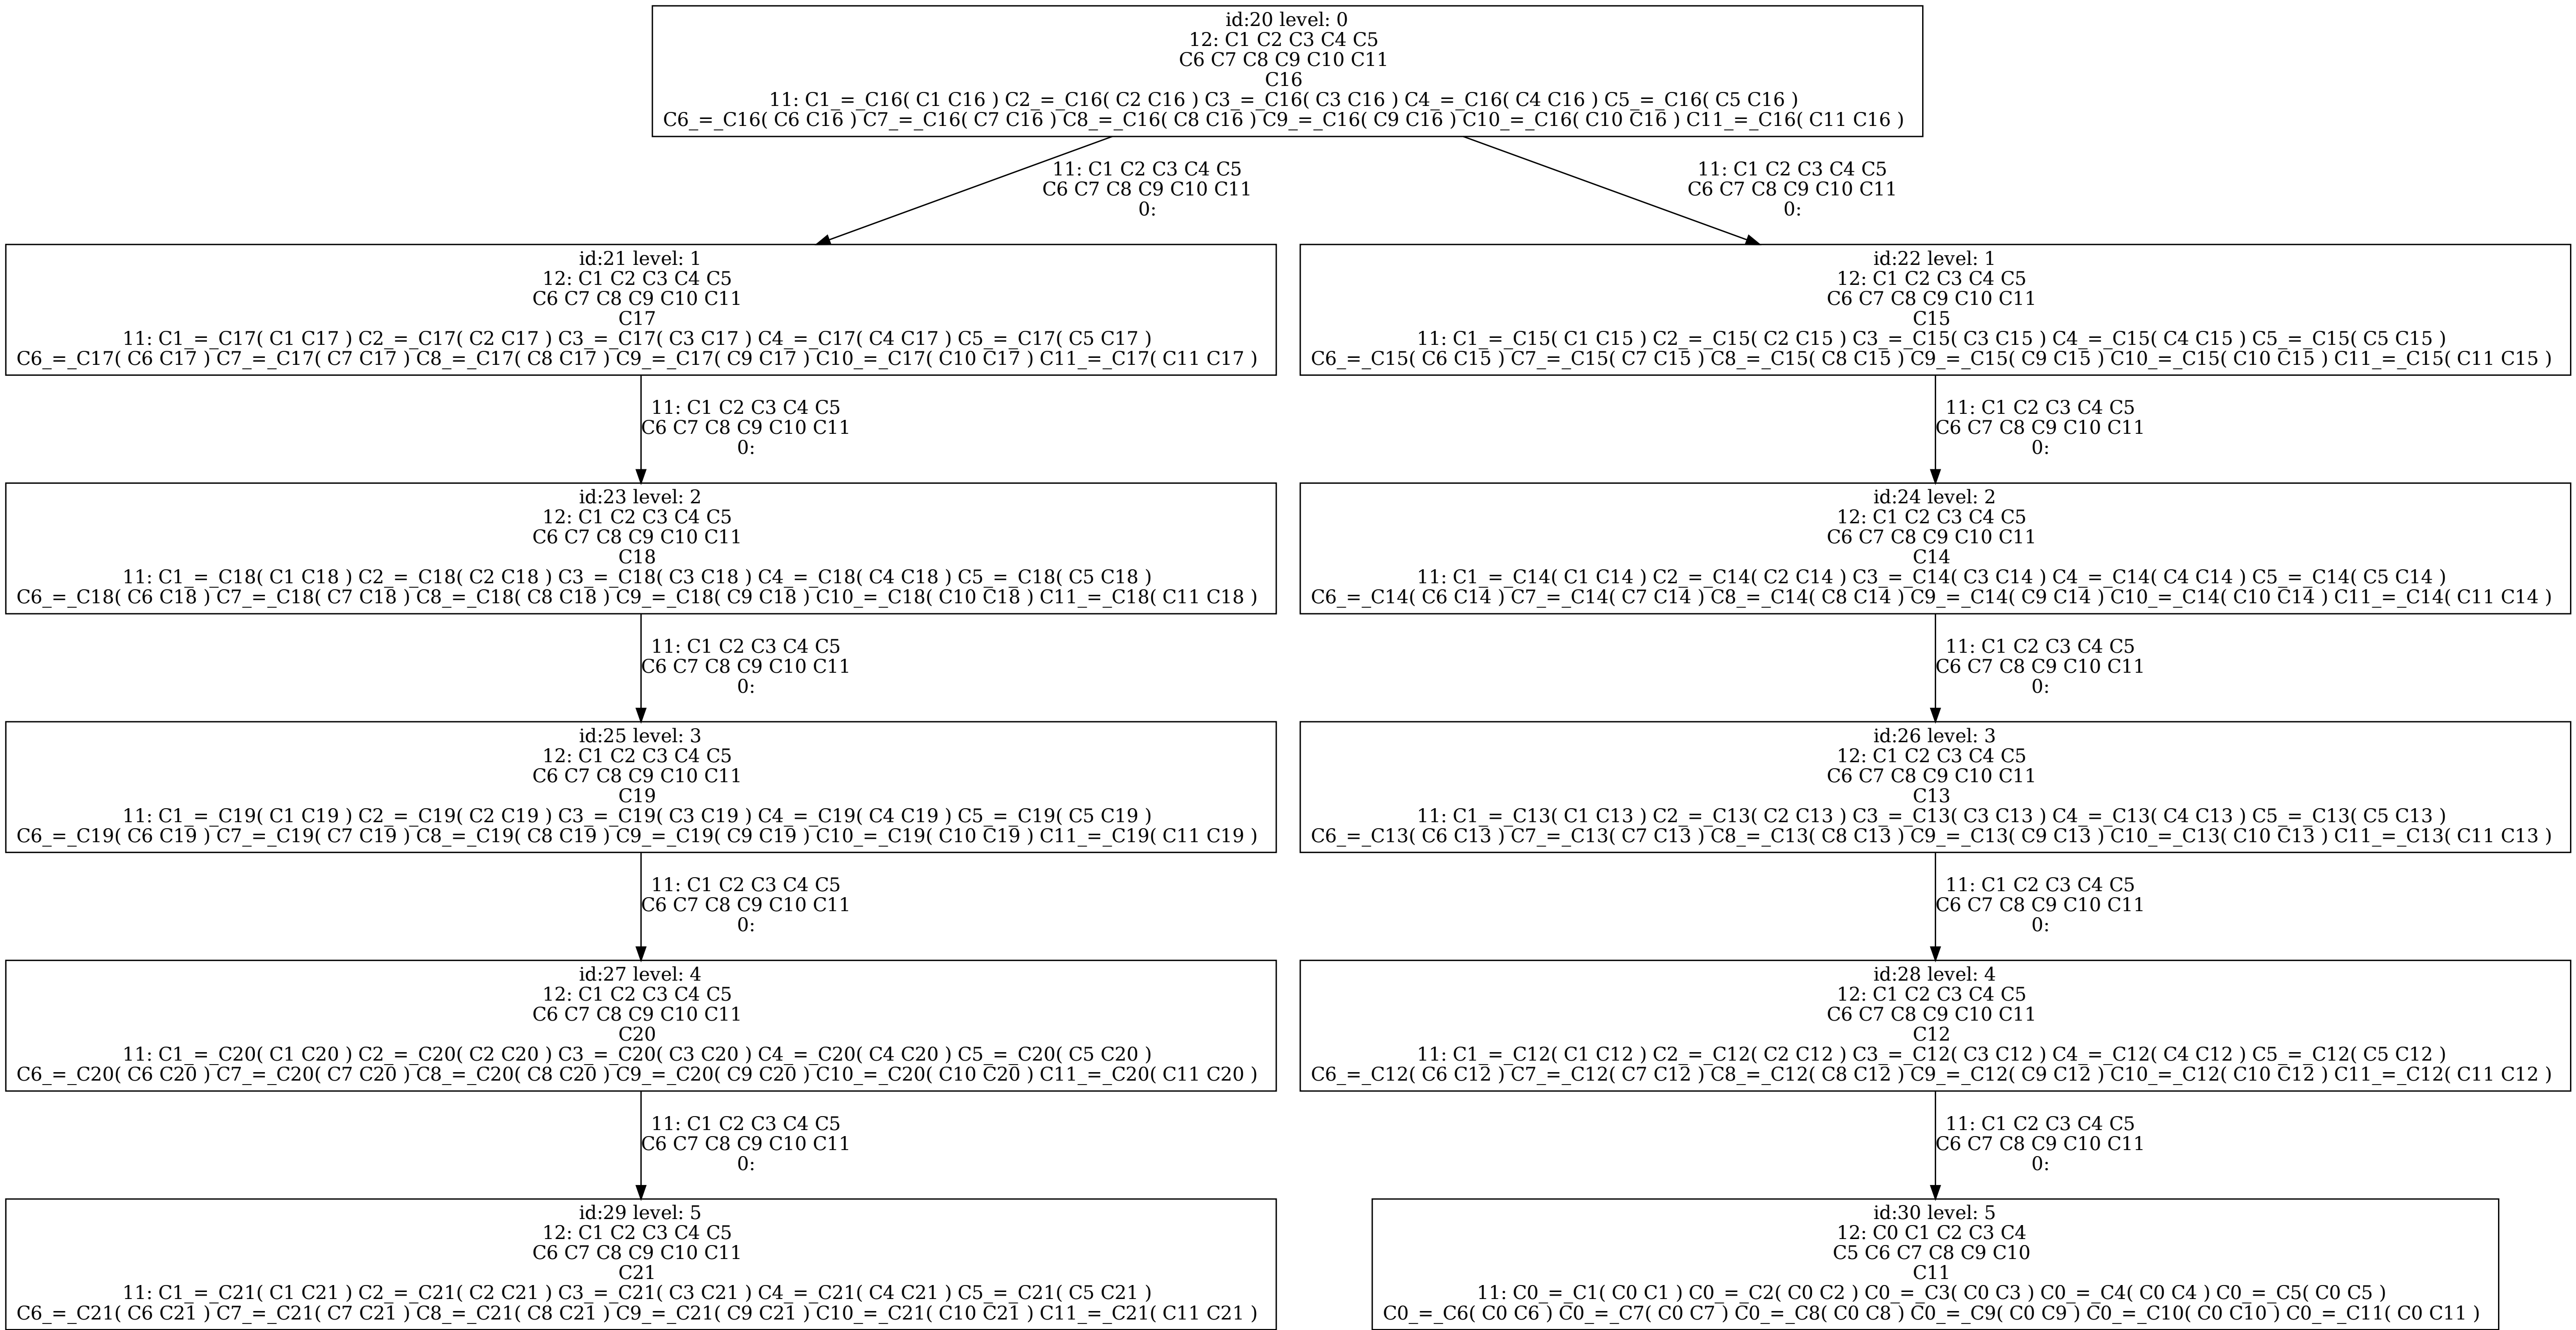 id:20 level: 0
12: C1 C2 C3 C4 C5
C6 C7 C8 C9 C10 C11
C16
11: C1_=_C16( C1 C16 ) C2_=_C16( C2 C16 ) C3_=_C16( C3 C16 ) C4_=_C16( C4 C16 ) C5_=_C16( C5 C16 )
C6_=_C16( C6 C16 ) C7_=_C16( C7 C16 ) C8_=_C16( C8 C16 ) C9_=_C16( C9 C16 ) C10_=_C16( C10 C16 ) C11_=_C16( C11 C16 )
11: C1 C2 C3 C4 C5
C6 C7 C8 C9 C10 C11
0:
11: C1 C2 C3 C4 C5
C6 C7 C8 C9 C10 C11
0:
id:21 level: 1
12: C1 C2 C3 C4 C5
C6 C7 C8 C9 C10 C11
C17
11: C1_=_C17( C1 C17 ) C2_=_C17( C2 C17 ) C3_=_C17( C3 C17 ) C4_=_C17( C4 C17 ) C5_=_C17( C5 C17 )
C6_=_C17( C6 C17 ) C7_=_C17( C7 C17 ) C8_=_C17( C8 C17 ) C9_=_C17( C9 C17 ) C10_=_C17( C10 C17 ) C11_=_C17( C11 C17 )
id:22 level: 1
12: C1 C2 C3 C4 C5
C6 C7 C8 C9 C10 C11
C15
11: C1_=_C15( C1 C15 ) C2_=_C15( C2 C15 ) C3_=_C15( C3 C15 ) C4_=_C15( C4 C15 ) C5_=_C15( C5 C15 )
C6_=_C15( C6 C15 ) C7_=_C15( C7 C15 ) C8_=_C15( C8 C15 ) C9_=_C15( C9 C15 ) C10_=_C15( C10 C15 ) C11_=_C15( C11 C15 )
11: C1 C2 C3 C4 C5
C6 C7 C8 C9 C10 C11
0:
11: C1 C2 C3 C4 C5
C6 C7 C8 C9 C10 C11
0:
id:23 level: 2
12: C1 C2 C3 C4 C5
C6 C7 C8 C9 C10 C11
C18
11: C1_=_C18( C1 C18 ) C2_=_C18( C2 C18 ) C3_=_C18( C3 C18 ) C4_=_C18( C4 C18 ) C5_=_C18( C5 C18 )
C6_=_C18( C6 C18 ) C7_=_C18( C7 C18 ) C8_=_C18( C8 C18 ) C9_=_C18( C9 C18 ) C10_=_C18( C10 C18 ) C11_=_C18( C11 C18 )
id:24 level: 2
12: C1 C2 C3 C4 C5
C6 C7 C8 C9 C10 C11
C14
11: C1_=_C14( C1 C14 ) C2_=_C14( C2 C14 ) C3_=_C14( C3 C14 ) C4_=_C14( C4 C14 ) C5_=_C14( C5 C14 )
C6_=_C14( C6 C14 ) C7_=_C14( C7 C14 ) C8_=_C14( C8 C14 ) C9_=_C14( C9 C14 ) C10_=_C14( C10 C14 ) C11_=_C14( C11 C14 )
11: C1 C2 C3 C4 C5
C6 C7 C8 C9 C10 C11
0:
11: C1 C2 C3 C4 C5
C6 C7 C8 C9 C10 C11
0:
id:25 level: 3
12: C1 C2 C3 C4 C5
C6 C7 C8 C9 C10 C11
C19
11: C1_=_C19( C1 C19 ) C2_=_C19( C2 C19 ) C3_=_C19( C3 C19 ) C4_=_C19( C4 C19 ) C5_=_C19( C5 C19 )
C6_=_C19( C6 C19 ) C7_=_C19( C7 C19 ) C8_=_C19( C8 C19 ) C9_=_C19( C9 C19 ) C10_=_C19( C10 C19 ) C11_=_C19( C11 C19 )
id:26 level: 3
12: C1 C2 C3 C4 C5
C6 C7 C8 C9 C10 C11
C13
11: C1_=_C13( C1 C13 ) C2_=_C13( C2 C13 ) C3_=_C13( C3 C13 ) C4_=_C13( C4 C13 ) C5_=_C13( C5 C13 )
C6_=_C13( C6 C13 ) C7_=_C13( C7 C13 ) C8_=_C13( C8 C13 ) C9_=_C13( C9 C13 ) C10_=_C13( C10 C13 ) C11_=_C13( C11 C13 )
11: C1 C2 C3 C4 C5
C6 C7 C8 C9 C10 C11
0:
11: C1 C2 C3 C4 C5
C6 C7 C8 C9 C10 C11
0:
id:27 level: 4
12: C1 C2 C3 C4 C5
C6 C7 C8 C9 C10 C11
C20
11: C1_=_C20( C1 C20 ) C2_=_C20( C2 C20 ) C3_=_C20( C3 C20 ) C4_=_C20( C4 C20 ) C5_=_C20( C5 C20 )
C6_=_C20( C6 C20 ) C7_=_C20( C7 C20 ) C8_=_C20( C8 C20 ) C9_=_C20( C9 C20 ) C10_=_C20( C10 C20 ) C11_=_C20( C11 C20 )
id:28 level: 4
12: C1 C2 C3 C4 C5
C6 C7 C8 C9 C10 C11
C12
11: C1_=_C12( C1 C12 ) C2_=_C12( C2 C12 ) C3_=_C12( C3 C12 ) C4_=_C12( C4 C12 ) C5_=_C12( C5 C12 )
C6_=_C12( C6 C12 ) C7_=_C12( C7 C12 ) C8_=_C12( C8 C12 ) C9_=_C12( C9 C12 ) C10_=_C12( C10 C12 ) C11_=_C12( C11 C12 )
11: C1 C2 C3 C4 C5
C6 C7 C8 C9 C10 C11
0:
11: C1 C2 C3 C4 C5
C6 C7 C8 C9 C10 C11
0:
id:29 level: 5
12: C1 C2 C3 C4 C5
C6 C7 C8 C9 C10 C11
C21
11: C1_=_C21( C1 C21 ) C2_=_C21( C2 C21 ) C3_=_C21( C3 C21 ) C4_=_C21( C4 C21 ) C5_=_C21( C5 C21 )
C6_=_C21( C6 C21 ) C7_=_C21( C7 C21 ) C8_=_C21( C8 C21 ) C9_=_C21( C9 C21 ) C10_=_C21( C10 C21 ) C11_=_C21( C11 C21 )
id:30 level: 5
12: C0 C1 C2 C3 C4
C5 C6 C7 C8 C9 C10
C11
11: C0_=_C1( C0 C1 ) C0_=_C2( C0 C2 ) C0_=_C3( C0 C3 ) C0_=_C4( C0 C4 ) C0_=_C5( C0 C5 )
C0_=_C6( C0 C6 ) C0_=_C7( C0 C7 ) C0_=_C8( C0 C8 ) C0_=_C9( C0 C9 ) C0_=_C10( C0 C10 ) C0_=_C11( C0 C11 )